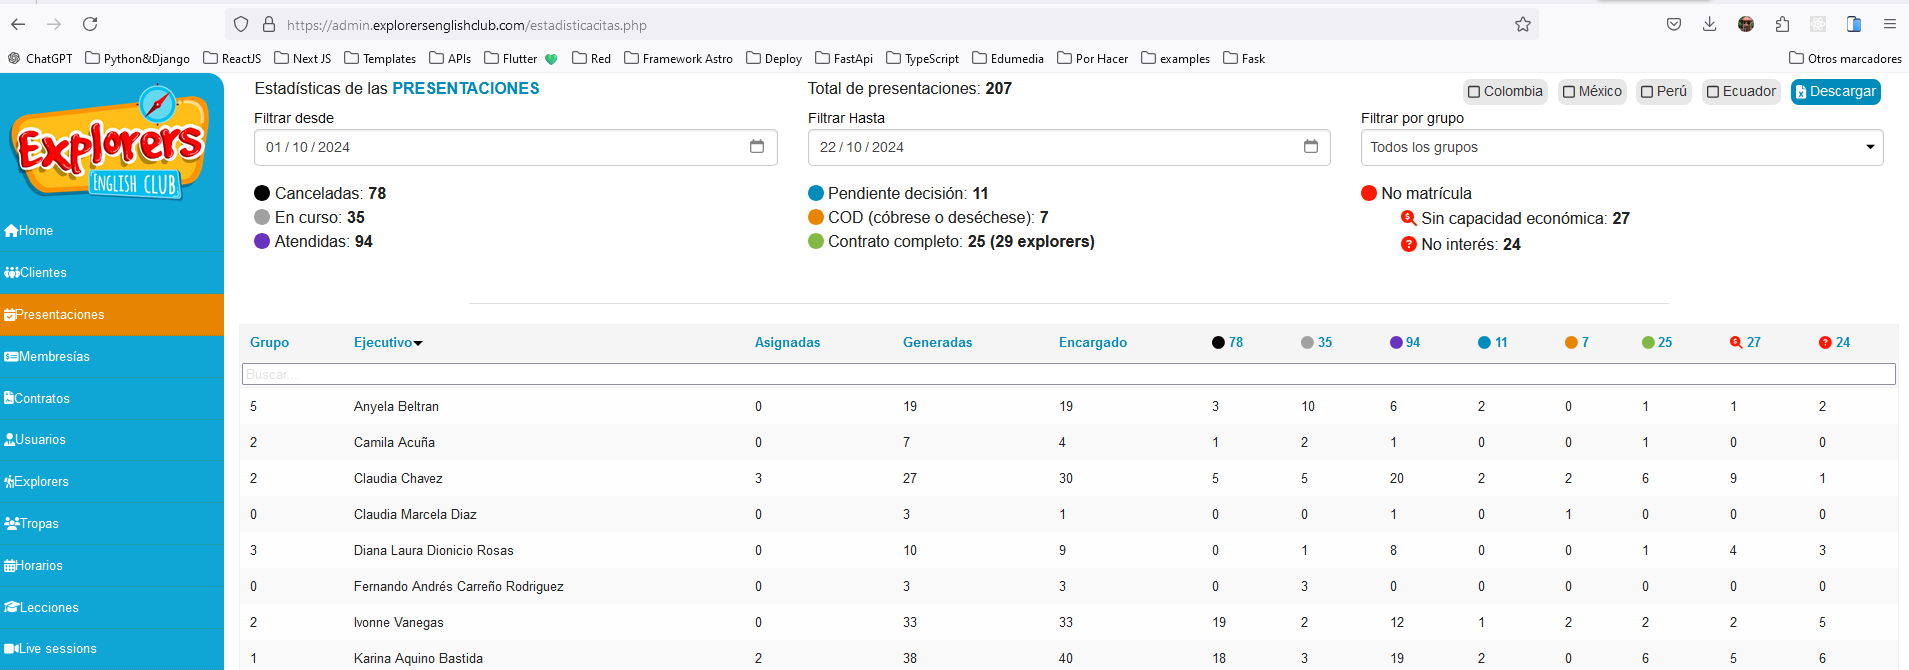 https://admin.explorersenglishclub.com/estadisticacitas.php
ChatGPT Python&Django ReactJS Next JS Templates APIs Flutter Red Framework Astro Deploy FastApi TypeScript Edumedia Por Hacer examples Fask Otros marcadores
Explorers
ENGLISH CLUB
Home
Clientes
Presentaciones
Membresías
Contratos
Usuarios
Explorers
Tropas
Horarios
Lecciones
Live sessions
Estadísticas de las PRESENTACIONES
Total de presentaciones: 207
Colombia México Perú Ecuador Descargar
Filtrar desde
01 / 10 / 2024
Filtrar Hasta
22 / 10 / 2024
Filtrar por grupo
Todos los grupos
Canceladas: 78
En curso: 35
Atendidas: 94
Pendiente decisión: 11
COD (cóbrese o deséchese): 7
Contrato completo: 25 (29 explorers)
No matrícula
Sin capacidad económica: 27
No interés: 24
Grupo Ejecutivo Asignadas Generadas Encargado 78 35 94 11 7 25 27 24
Buscar...
5 Anyela Beltran 0 19 19 3 10 6 2 0 1 1 2
2 Camila Acuña 0 7 4 1 2 1 0 0 1 0 0
2 Claudia Chavez 3 27 30 5 5 20 2 2 6 9 1
0 Claudia Marcela Diaz 0 3 1 0 0 1 0 1 0 0 0
3 Diana Laura Dionicio Rosas 0 10 9 0 1 8 0 0 1 4 3
0 Fernando Andrés Carreño Rodriguez 0 3 3 0 3 0 0 0 0 0 0
2 Ivonne Vanegas 0 33 33 19 2 12 1 2 2 2 5
1 Karina Aquino Bastida 2 38 40 18 3 19 2 0 6 5 6